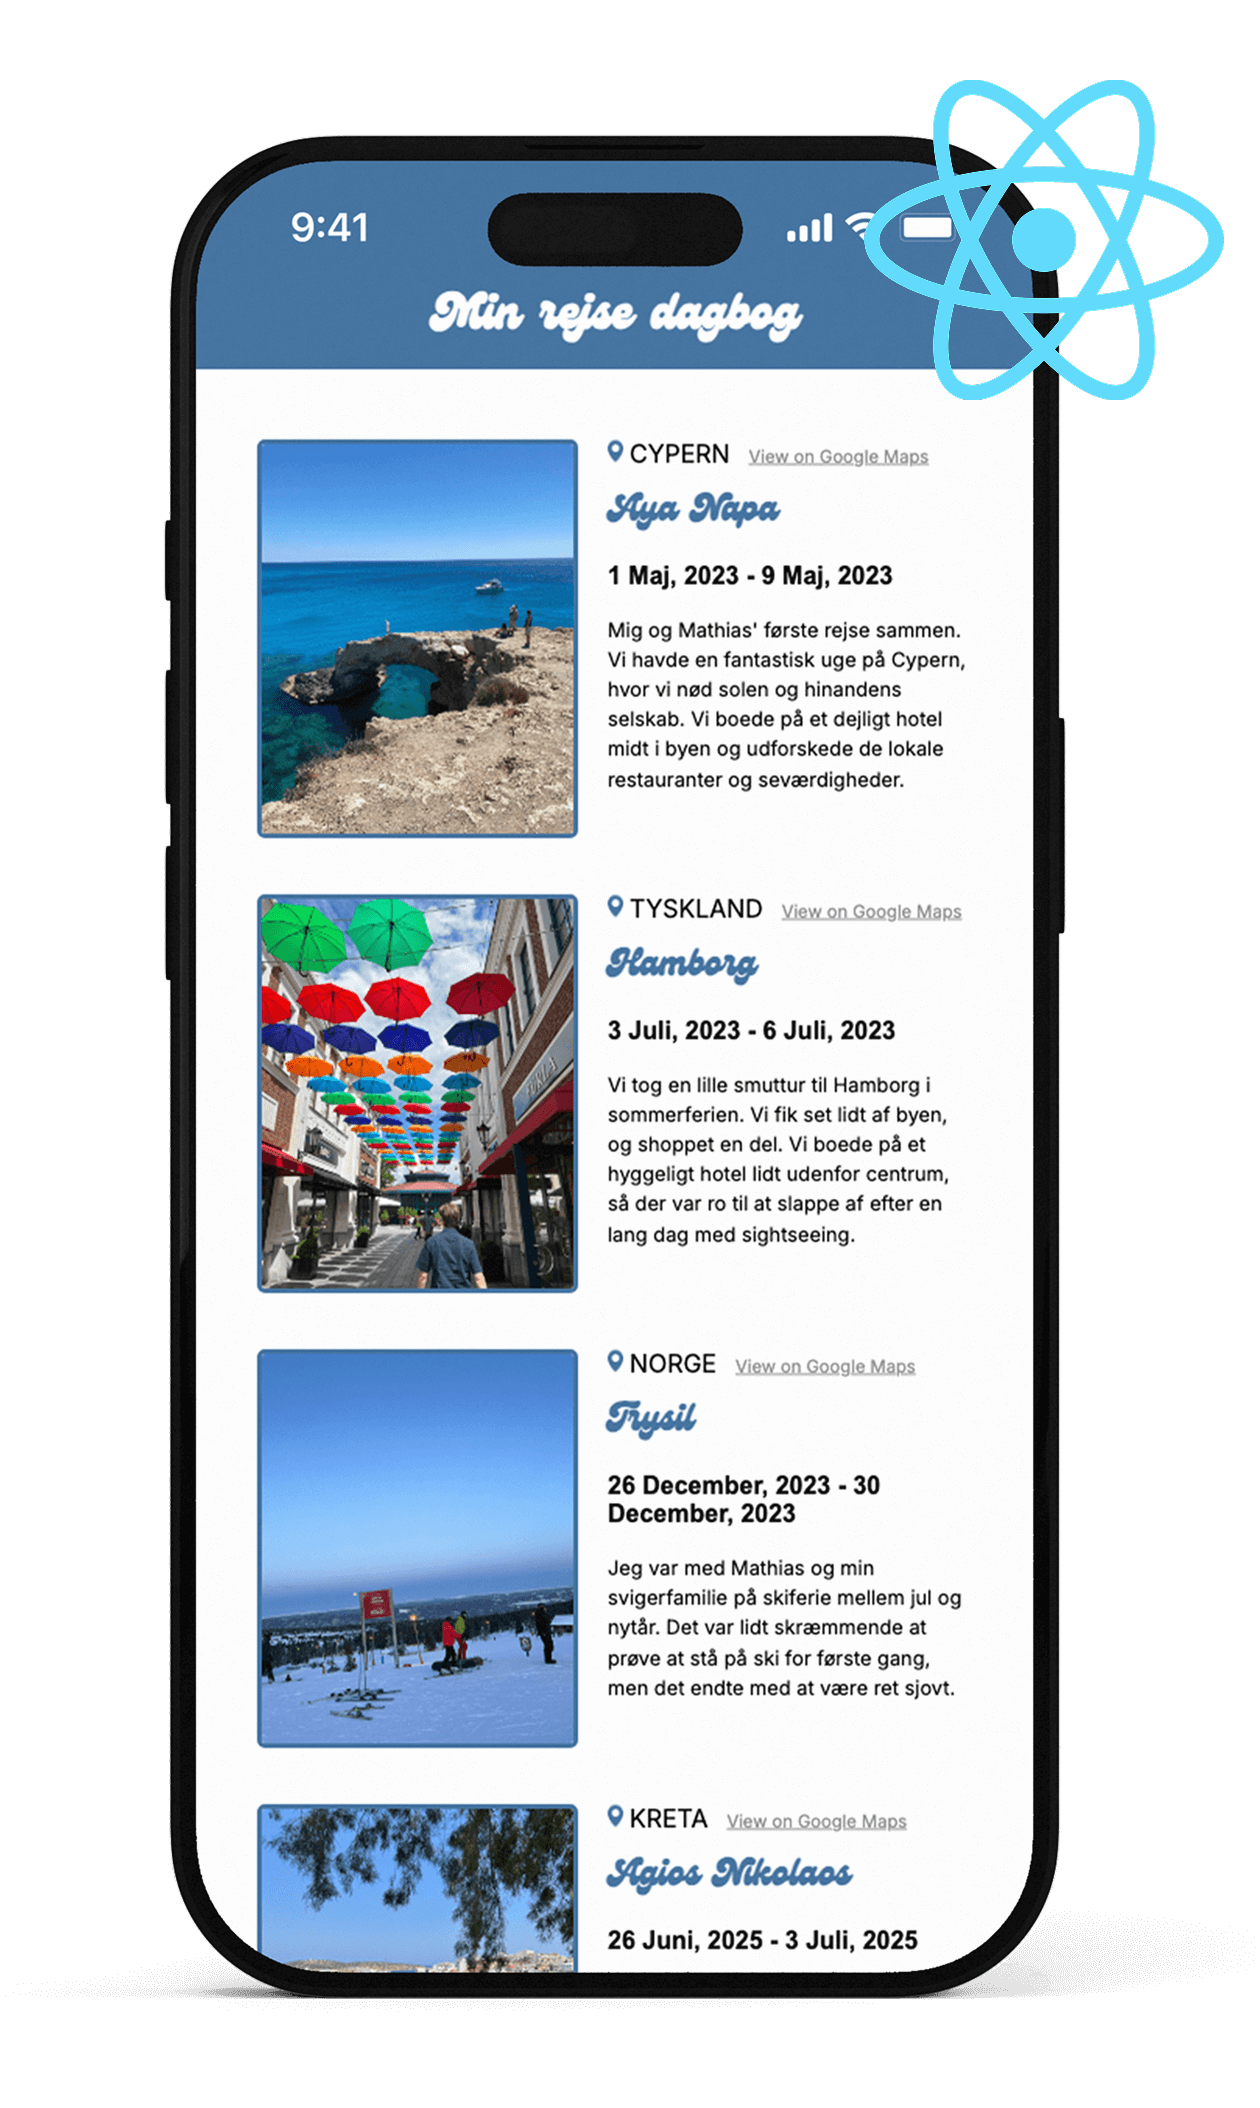 9:41
Min rejse dagbog
CYPERN View on Google Maps
Aya Napa
1 Maj, 2023 - 9 Maj, 2023
Mig og Mathias' første rejse sammen.
Vi havde en fantastisk uge på Cypern,
hvor vi nød solen og hinandens
selskab. Vi boede på et dejligt hotel
midt i byen og udforskede de lokale
restauranter og seværdigheder.
TYSKLAND View on Google Maps
Hamborg
3 Juli, 2023 - 6 Juli, 2023
Vi tog en lille smuttur til Hamborg i
sommerferien. Vi fik set lidt af byen,
og shoppet en del. Vi boede på et
hyggeligt hotel lidt udenfor centrum,
så der var ro til at slappe af efter en
lang dag med sightseeing.
FURLA
NORGE View on Google Maps
Trysil
26 December, 2023 - 30
December, 2023
Jeg var med Mathias og min
svigerfamilie på skiferie mellem jul og
nytår. Det var lidt skræmmende at
prøve at stå på ski for første gang,
men det endte med at være ret sjovt.
KRETA View on Google Maps
Agios Nikolaos
26 Juni, 2025 - 3 Juli, 2025